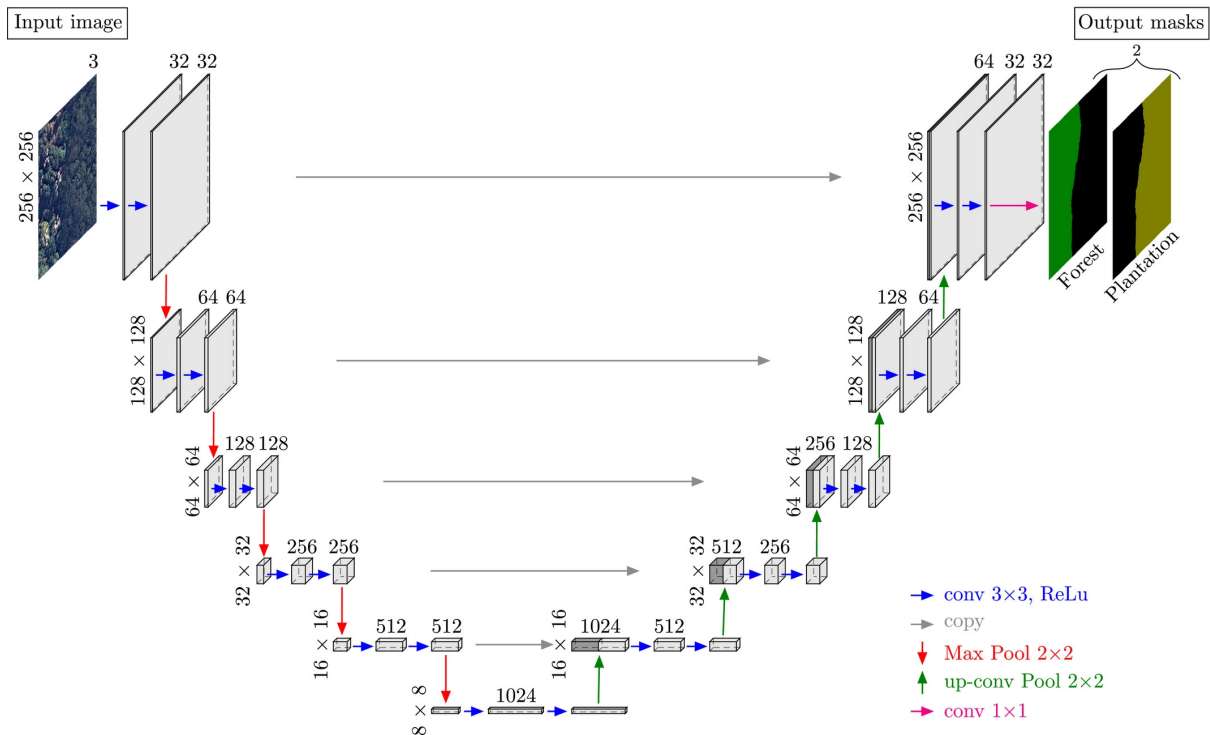 Input image
Output masks
3
32 32
64 32 32
2
256 × 256
256 × 256
Forest
Plantation
64 64
128 64
128 × 128
128 × 128
128 128
256 128
64 × 64
64 × 64
256 256
512 256
32 × 32
32 × 32
512 512
1024 512
16 × 16
16 × 16
1024
8 × 8
conv 3×3, ReLu
copy
Max Pool 2×2
up-conv Pool 2×2
conv 1×1